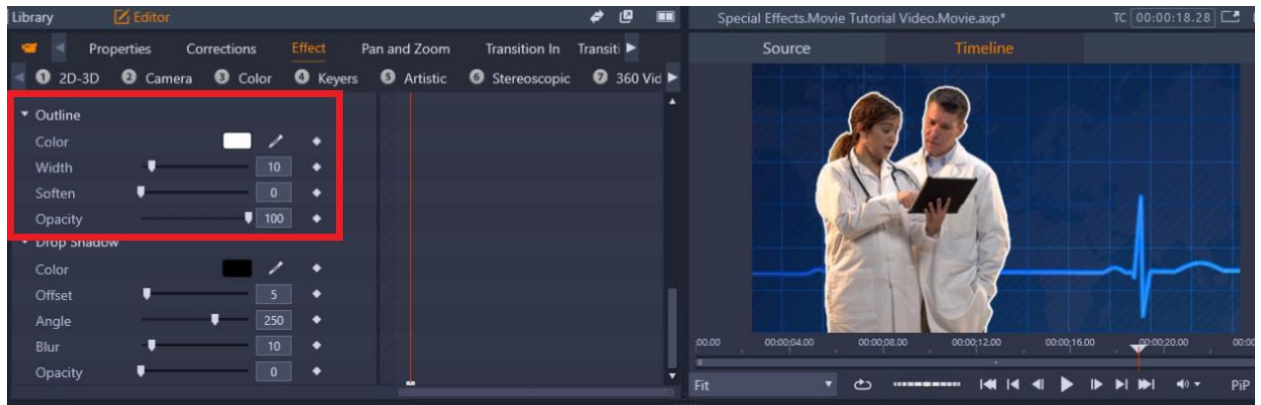 Library Editor
Properties Corrections Effect Pan and Zoom Transition In Transiti
1 2D-3D 2 Camera 3 Color 4 Keyers 5 Artistic 6 Stereoscopic 7 360 Vid
Outline
Color
Width 10
Soften 0
Opacity 100
Drop Shadow
Color
Offset 5
Angle 250
Blur 10
Opacity 0
Special Effects.Movie Tutorial Video.Movie.axp* TC 00:00:18.28
Source Timeline
:00.00 00:00;04.00 00:00;08.00 00:00;12.00 00:00;16.00 00:00;20.00 00:00
Fit PiP